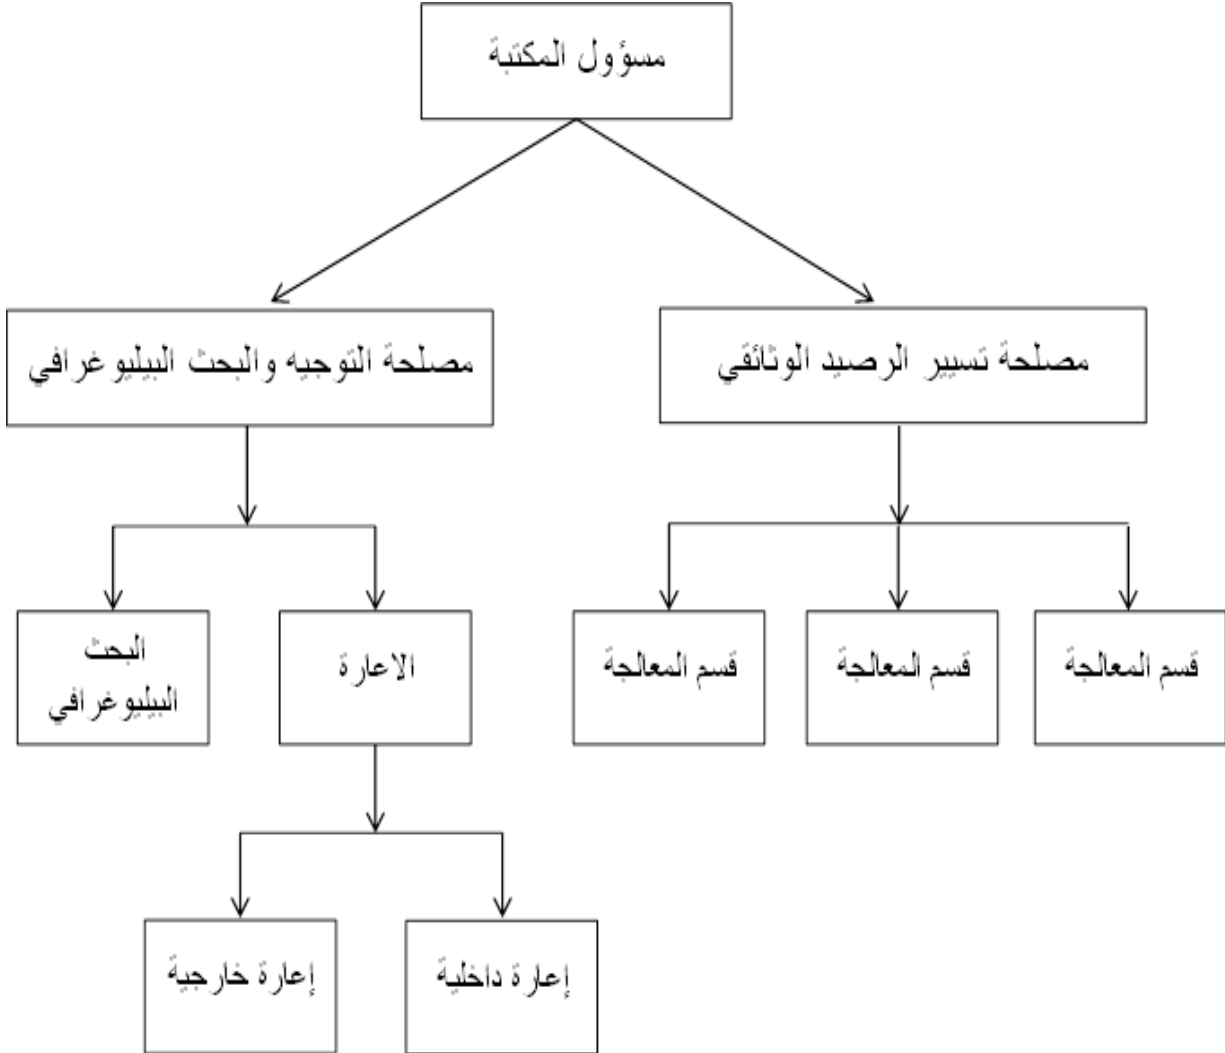 مسؤول المكتبة
مصلحة تسيير الرصيد الوثائقي
مصلحة التوجيه والبحث البيليوغرافي
قسم المعالجة
قسم المعالجة
قسم المعالجة
الاعارة
البحث
البيليوغرافي
إعارة داخلية
إعارة خارجية